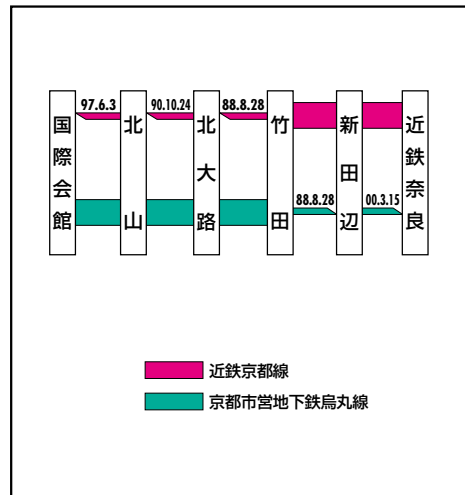 97.6.3
90.10.24
88.8.28
国際会館
北山
北大路
竹田
新田辺
近鉄奈良
88.8.28
00.3.15
近鉄京都線
京都市営地下鉄烏丸線